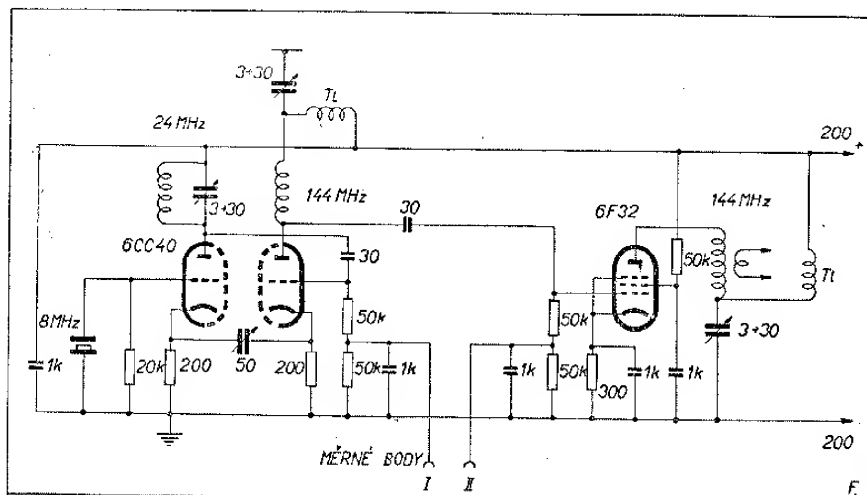 3÷30
Tl
24 MHz
200 +
3÷30
144 MHz
30
6F32
144 MHz
6CC40
30
50k
Tl
8MHz
50k
50k
3÷30
1k
20k
200
50
200
50k
1k
1k
50k
300
1k
1k
200
MĚRNÉ BODY
I
II
F.